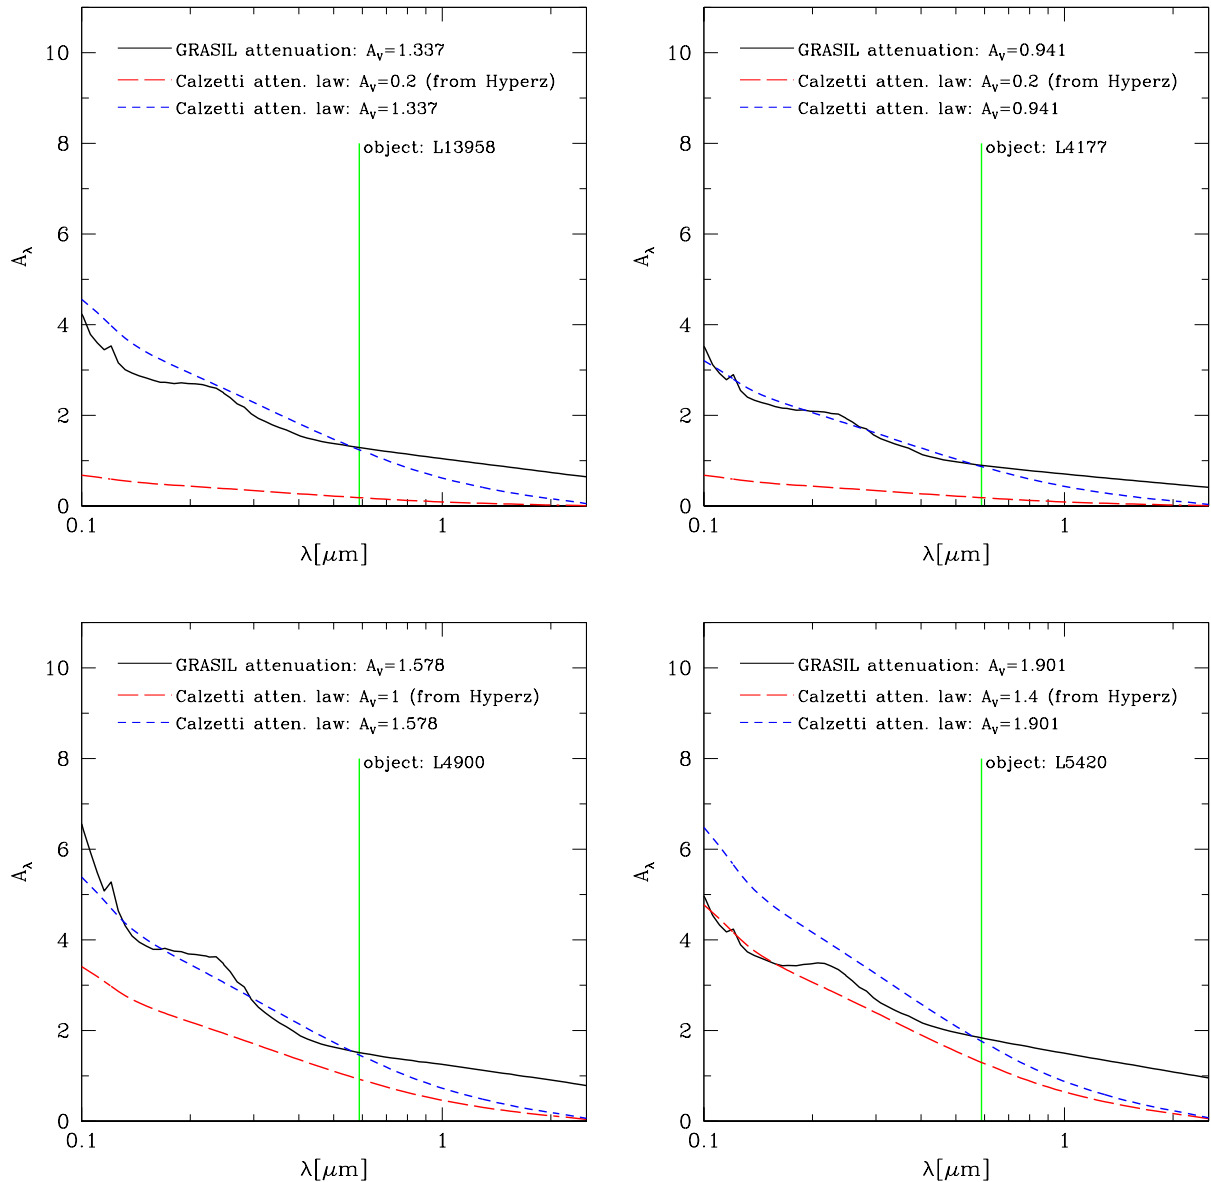 10
8
6
4
2
0
A_λ
0.1
1
λ[μm]
GRASIL attenuation: A_V=1.337
Calzetti atten. law: A_V=0.2 (from Hyperz)
Calzetti atten. law: A_V=1.337
object: L13958
10
8
6
4
2
0
A_λ
0.1
1
λ[μm]
GRASIL attenuation: A_V=0.941
Calzetti atten. law: A_V=0.2 (from Hyperz)
Calzetti atten. law: A_V=0.941
object: L4177
10
8
6
4
2
0
A_λ
0.1
1
λ[μm]
GRASIL attenuation: A_V=1.578
Calzetti atten. law: A_V=1 (from Hyperz)
Calzetti atten. law: A_V=1.578
object: L4900
10
8
6
4
2
0
A_λ
0.1
1
λ[μm]
GRASIL attenuation: A_V=1.901
Calzetti atten. law: A_V=1.4 (from Hyperz)
Calzetti atten. law: A_V=1.901
object: L5420